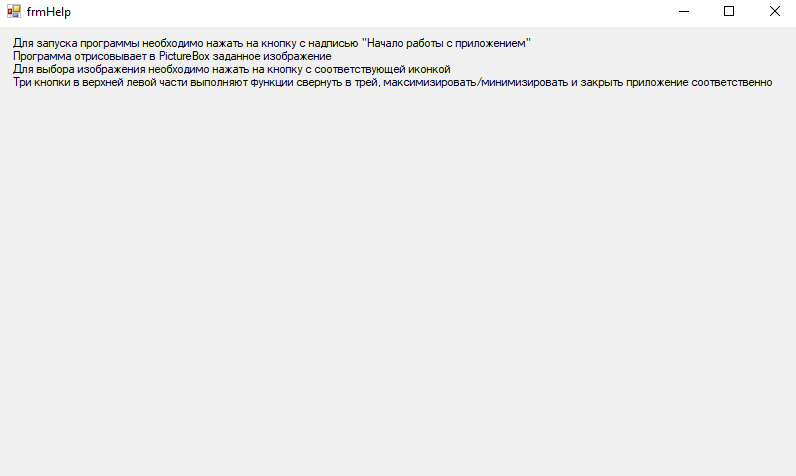 frmHelp
Для запуска программы необходимо нажать на кнопку с надписью "Начало работы с приложением"
Программа отрисовывает в PictureBox заданное изображение
Для выбора изображения необходимо нажать на кнопку с соответствующей иконкой
Три кнопки в верхней левой части выполняют функции свернуть в трей, максимизировать/минимизировать и закрыть приложение соответственно